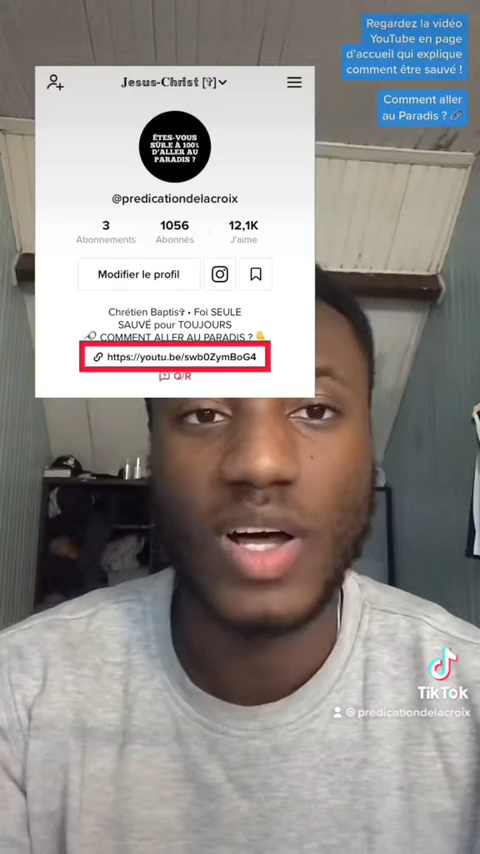 Regardez la vidéo
YouTube en page
d'accueil qui explique
comment être sauvé !
Comment aller
au Paradis ? 🔗
Jesus-Christ [✞]
ÊTES-VOUS
SÛR.E À 100%
D'ALLER AU
PARADIS ?
@predicationdelacroix
3 1056 12,1K
Abonnements Abonnés J'aime
Modifier le profil
Chrétien Baptis✞ • Foi SEULE
SAUVÉ pour TOUJOURS
🔗 COMMENT ALLER AU PARADIS ? 👇
https://youtu.be/swb0ZymBoG4
Q/R
TikTok
@predicationdelacroix